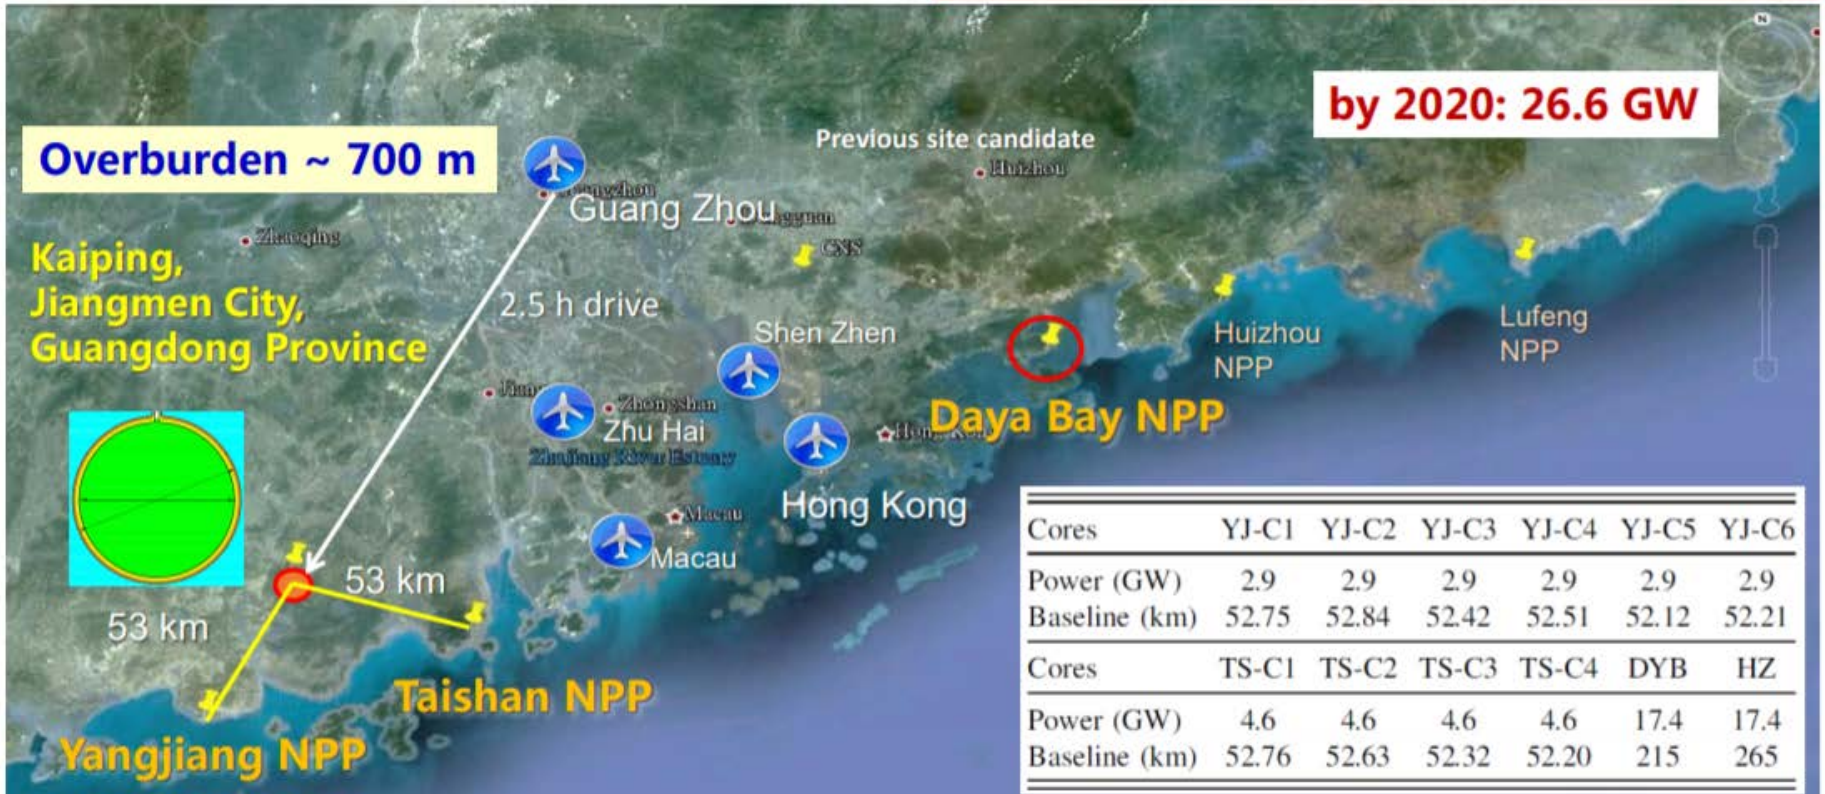 N
by 2020: 26.6 GW
Overburden ~ 700 m
Previous site candidate
Huizhou
Guang Zhou
Zhaoqing
CNS
Kaiping,
Jiangmen City,
Guangdong Province
2.5 h drive
Shen Zhen
Huizhou
NPP
Lufeng
NPP
Zhongshan
Zhu Hai
Zhujiang River Estuary
Daya Bay NPP
Hong Kong
Macau
Macau
53 km
53 km
Taishan NPP
Yangjiang NPP
Cores YJ-C1 YJ-C2 YJ-C3 YJ-C4 YJ-C5 YJ-C6
Power (GW) 2.9 2.9 2.9 2.9 2.9 2.9
Baseline (km) 52.75 52.84 52.42 52.51 52.12 52.21
Cores TS-C1 TS-C2 TS-C3 TS-C4 DYB HZ
Power (GW) 4.6 4.6 4.6 4.6 17.4 17.4
Baseline (km) 52.76 52.63 52.32 52.20 215 265